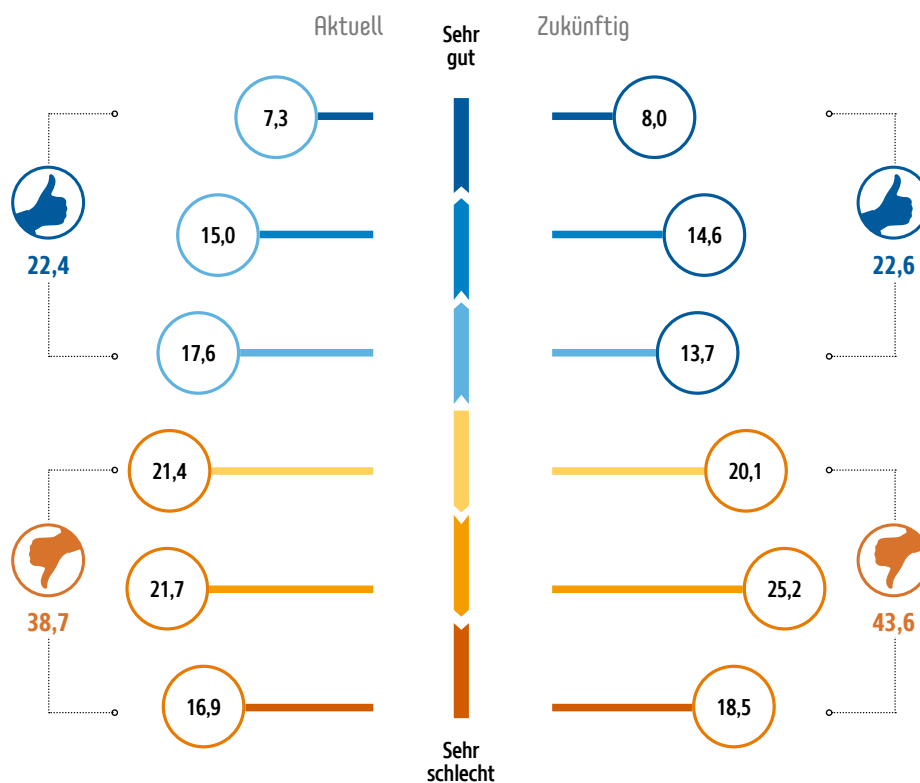 Aktuell
Sehr
gut
Zukünftig
7,3
8,0
15,0
14,6
22,4
22,6
17,6
13,7
21,4
20,1
21,7
25,2
38,7
43,6
16,9
18,5
Sehr
schlecht